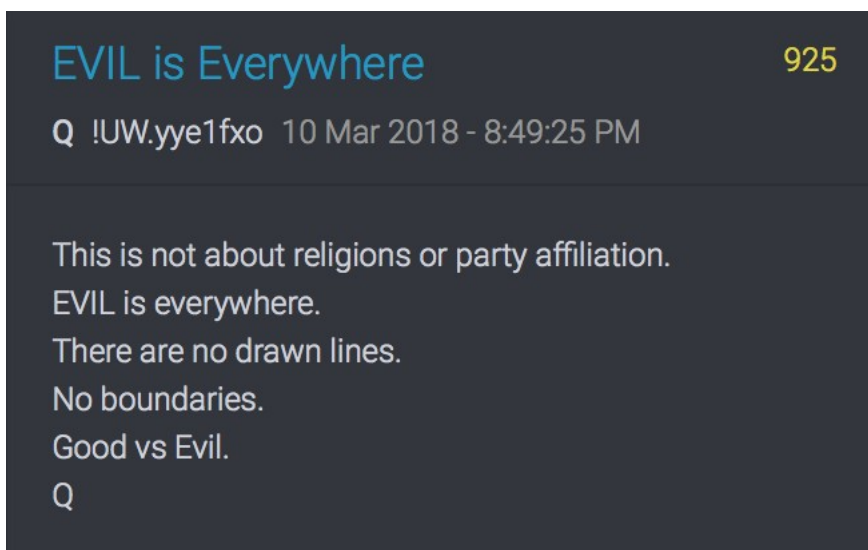 EVIL is Everywhere 925
Q !UW.yye1fxo 10 Mar 2018 - 8:49:25 PM
This is not about religions or party affiliation.
EVIL is everywhere.
There are no drawn lines.
No boundaries.
Good vs Evil.
Q